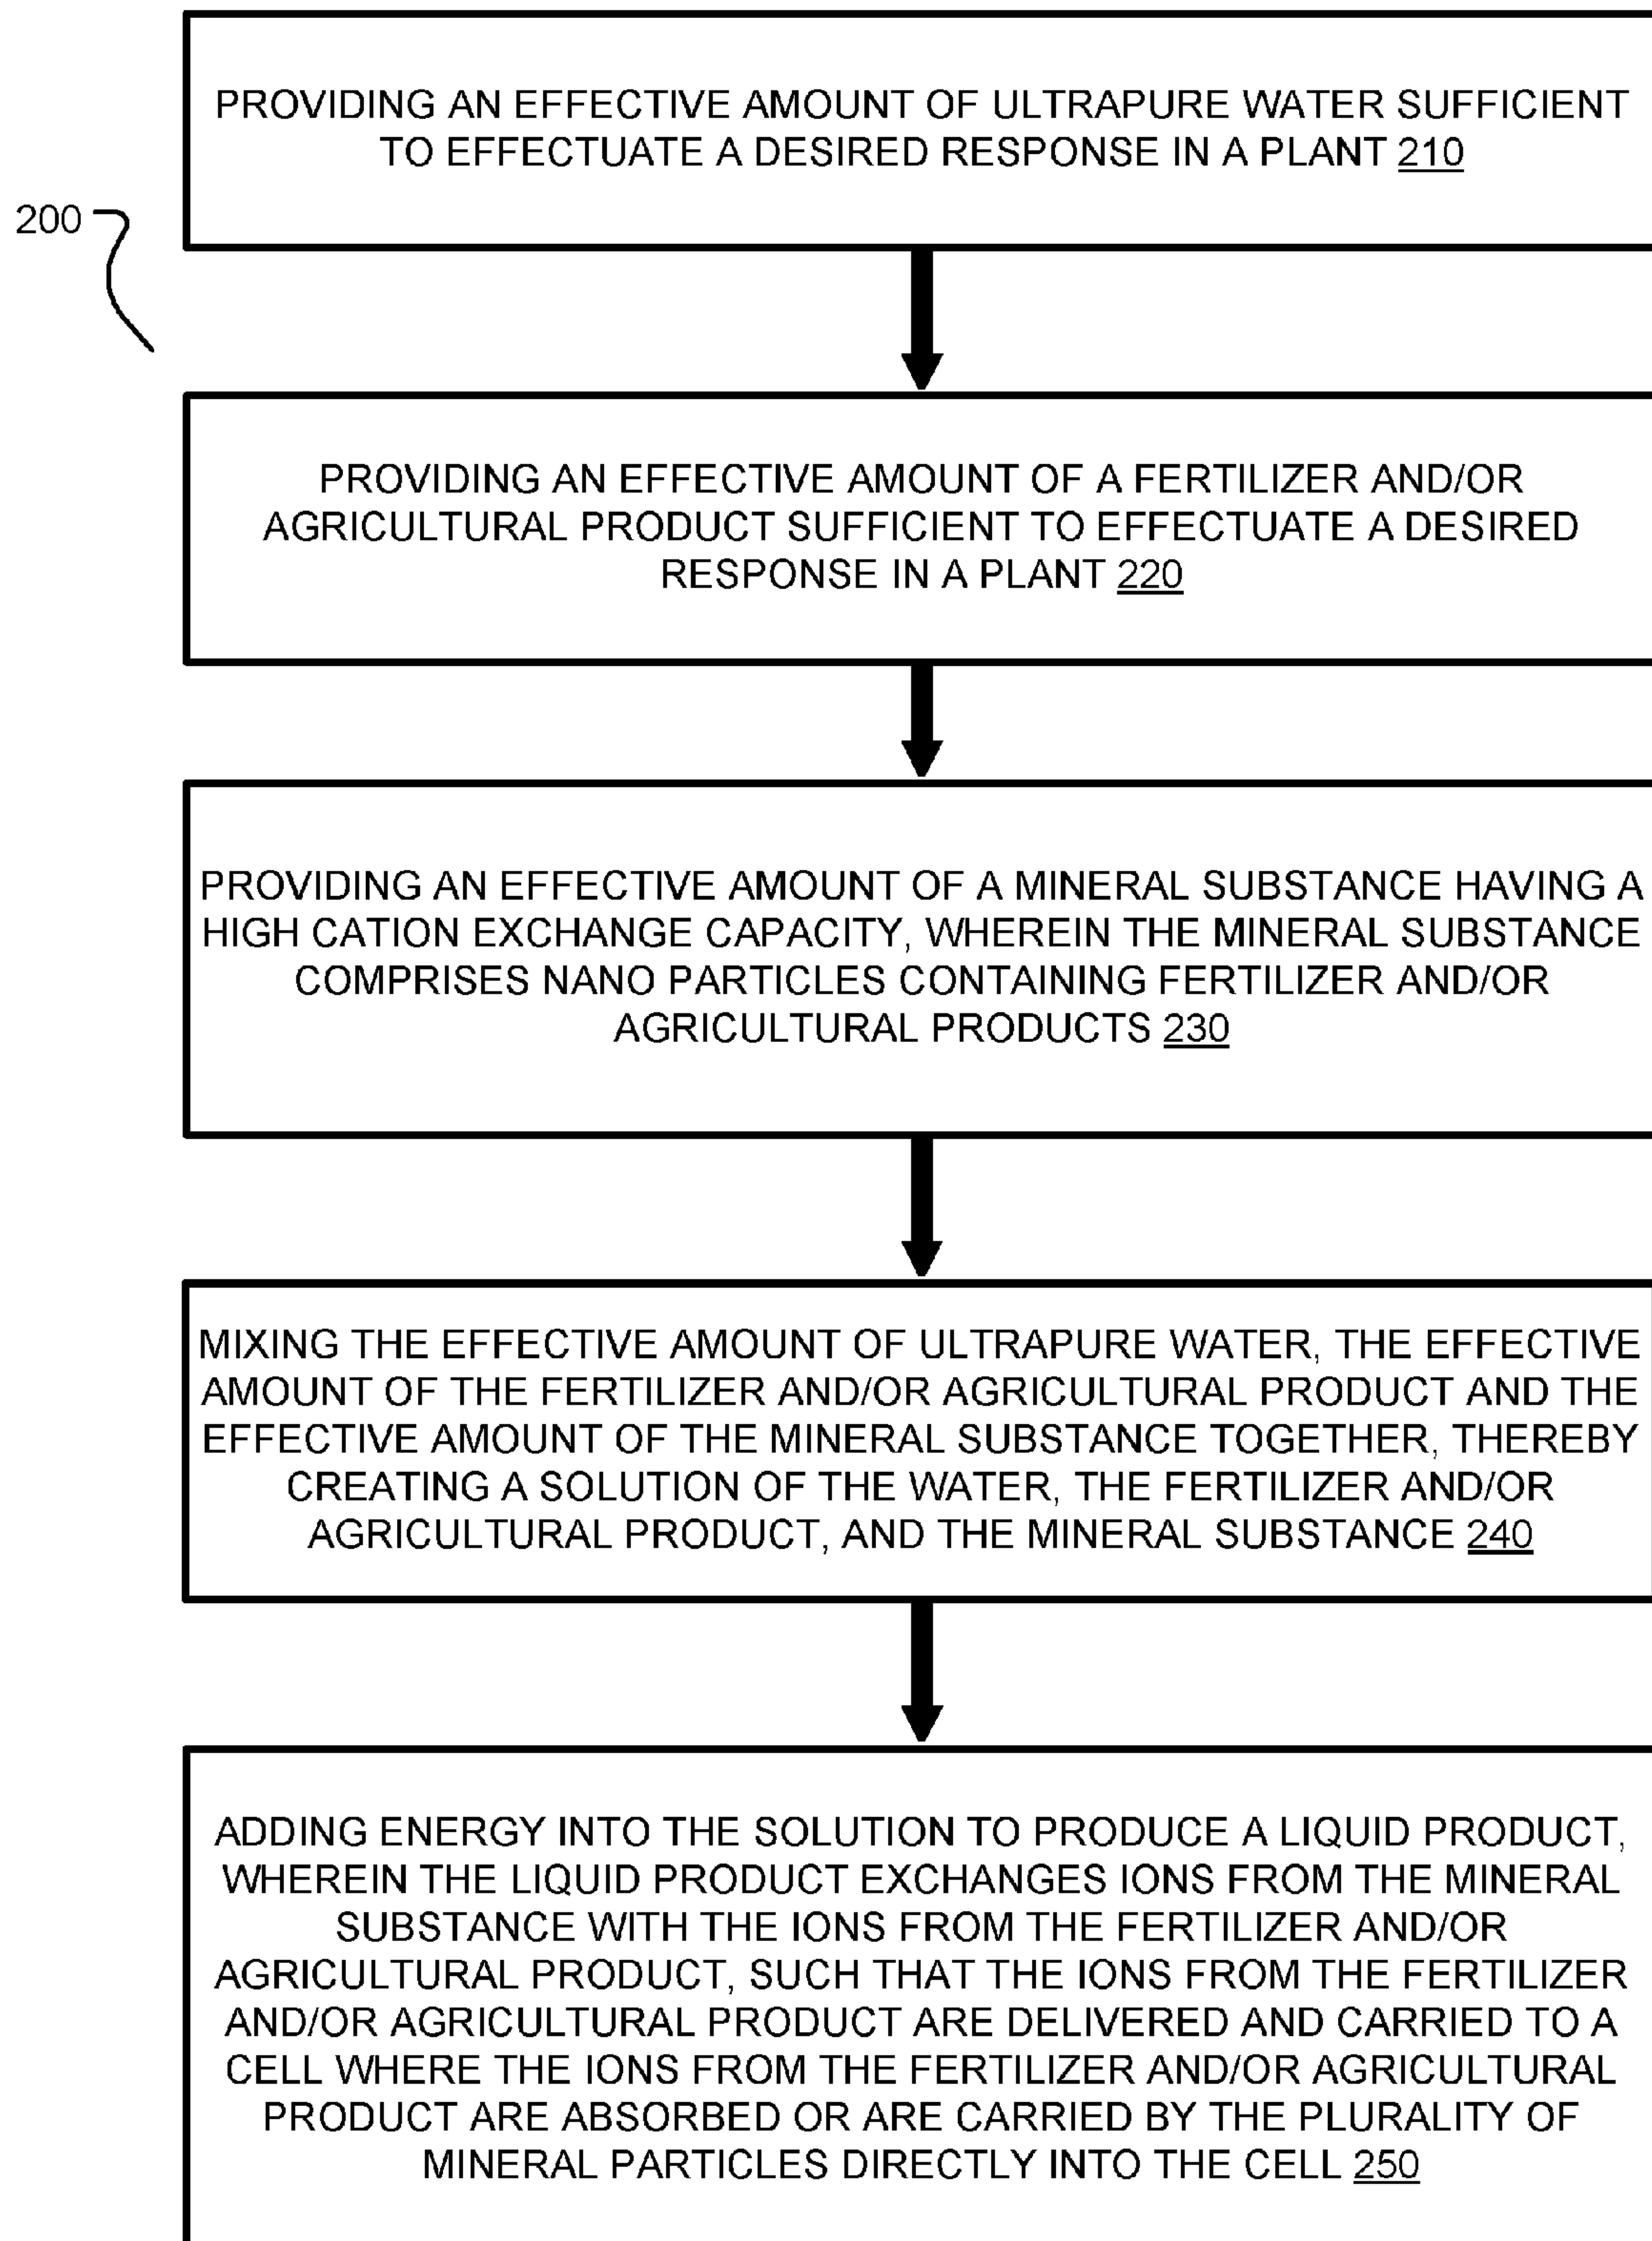 PROVIDING AN EFFECTIVE AMOUNT OF ULTRAPURE WATER SUFFICIENT
TO EFFECTUATE A DESIRED RESPONSE IN A PLANT 210
200
PROVIDING AN EFFECTIVE AMOUNT OF A FERTILIZER AND/OR
AGRICULTURAL PRODUCT SUFFICIENT TO EFFECTUATE A DESIRED
RESPONSE IN A PLANT 220
PROVIDING AN EFFECTIVE AMOUNT OF A MINERAL SUBSTANCE HAVING A
HIGH CATION EXCHANGE CAPACITY, WHEREIN THE MINERAL SUBSTANCE
COMPRISES NANO PARTICLES CONTAINING FERTILIZER AND/OR
AGRICULTURAL PRODUCTS 230
MIXING THE EFFECTIVE AMOUNT OF ULTRAPURE WATER, THE EFFECTIVE
AMOUNT OF THE FERTILIZER AND/OR AGRICULTURAL PRODUCT AND THE
EFFECTIVE AMOUNT OF THE MINERAL SUBSTANCE TOGETHER, THEREBY
CREATING A SOLUTION OF THE WATER, THE FERTILIZER AND/OR
AGRICULTURAL PRODUCT, AND THE MINERAL SUBSTANCE 240
ADDING ENERGY INTO THE SOLUTION TO PRODUCE A LIQUID PRODUCT,
WHEREIN THE LIQUID PRODUCT EXCHANGES IONS FROM THE MINERAL
SUBSTANCE WITH THE IONS FROM THE FERTILIZER AND/OR
AGRICULTURAL PRODUCT, SUCH THAT THE IONS FROM THE FERTILIZER
AND/OR AGRICULTURAL PRODUCT ARE DELIVERED AND CARRIED TO A
CELL WHERE THE IONS FROM THE FERTILIZER AND/OR AGRICULTURAL
PRODUCT ARE ABSORBED OR ARE CARRIED BY THE PLURALITY OF
MINERAL PARTICLES DIRECTLY INTO THE CELL 250